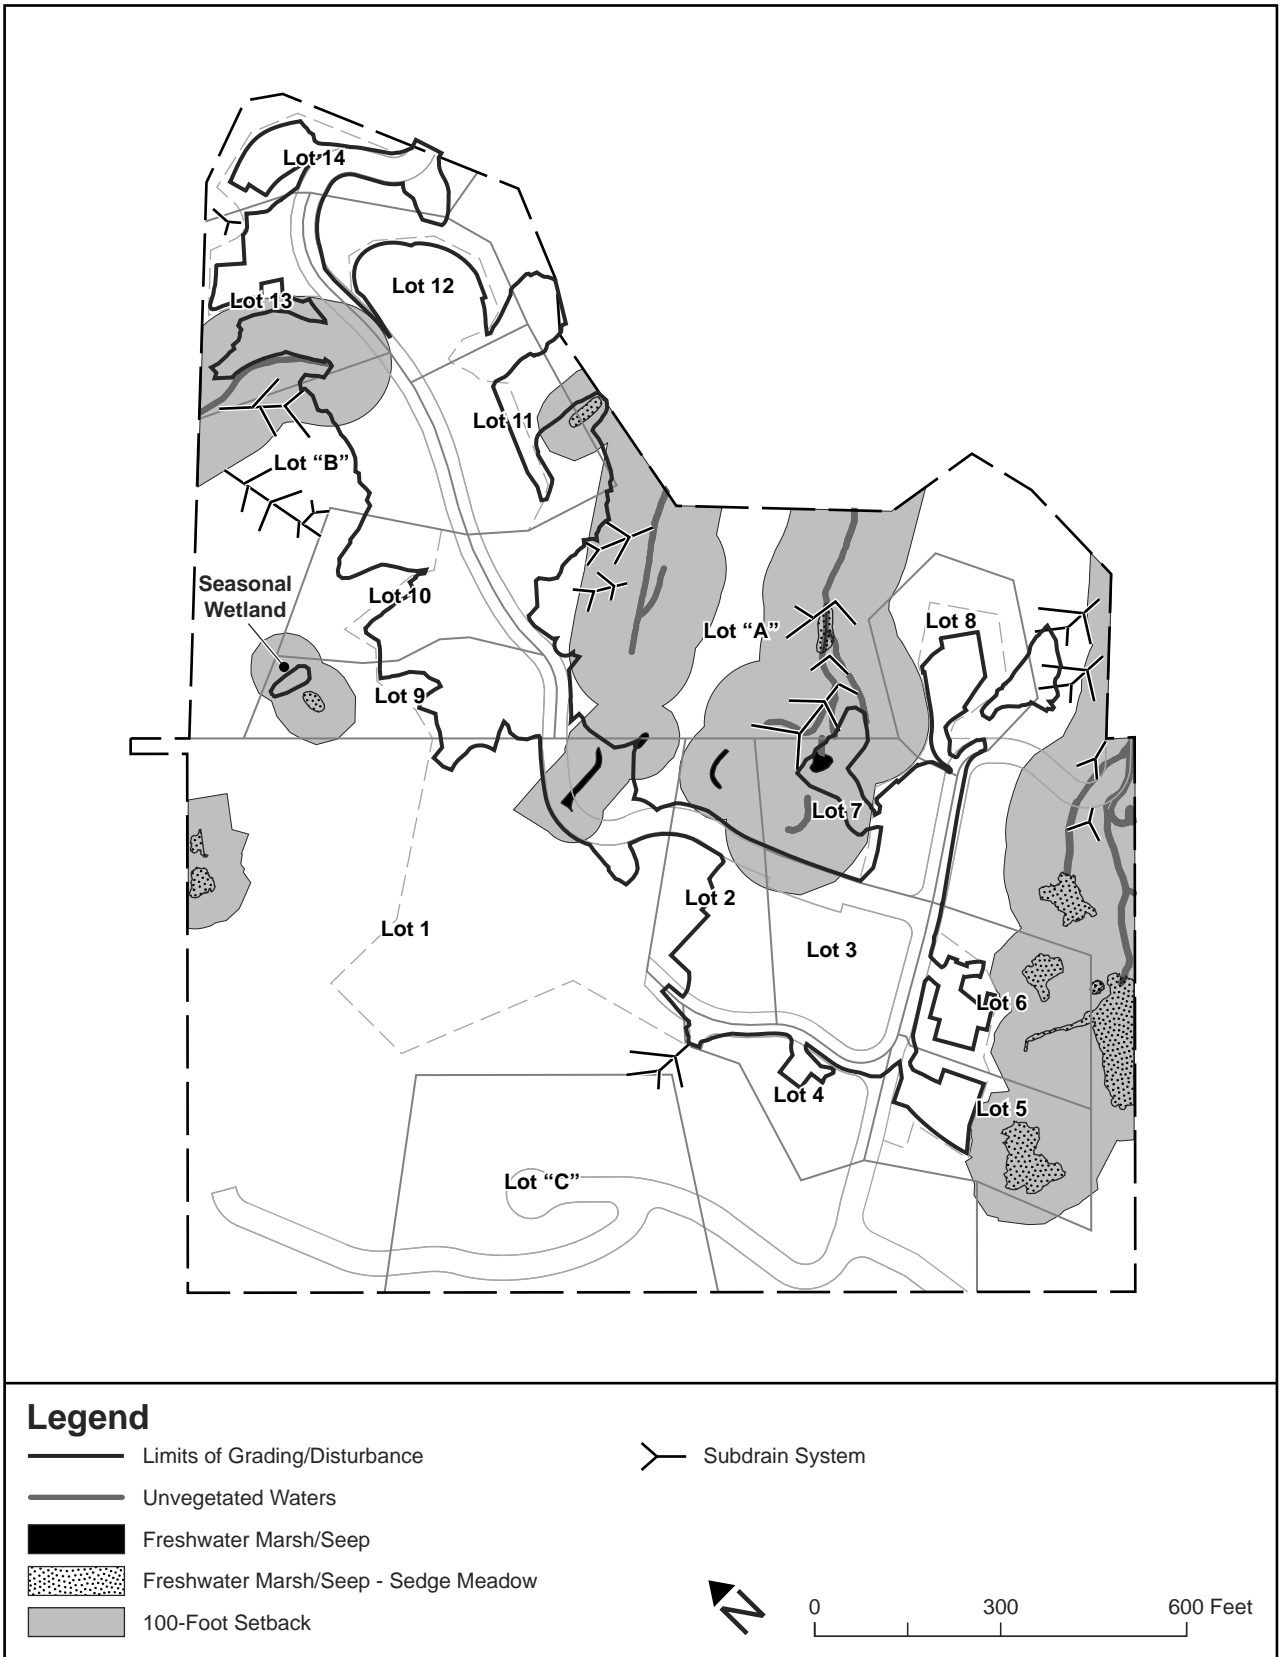 Lot 14
Lot 12
Lot 13
Lot 11
Lot “B”
Seasonal
Wetland
Lot 10
Lot “A”
Lot 8
Lot 9
Lot 7
Lot 2
Lot 1
Lot 3
Lot 6
Lot 4
Lot 5
Lot “C”
Legend
Limits of Grading/Disturbance
Subdrain System
Unvegetated Waters
Freshwater Marsh/Seep
Freshwater Marsh/Seep - Sedge Meadow
100-Foot Setback
N
0 300 600 Feet